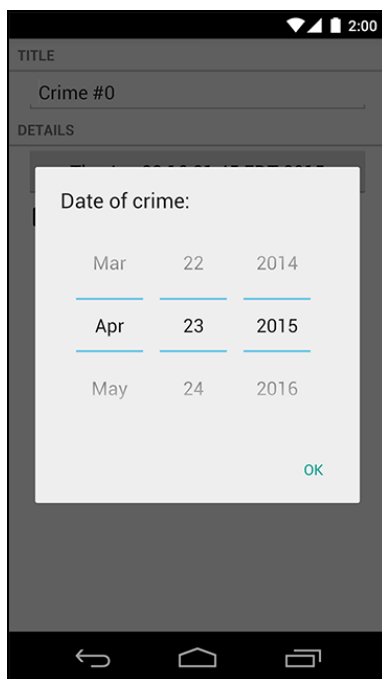 2:00
TITLE
Crime #0
DETAILS
Date of crime:
Mar 22 2014
Apr 23 2015
May 24 2016
OK